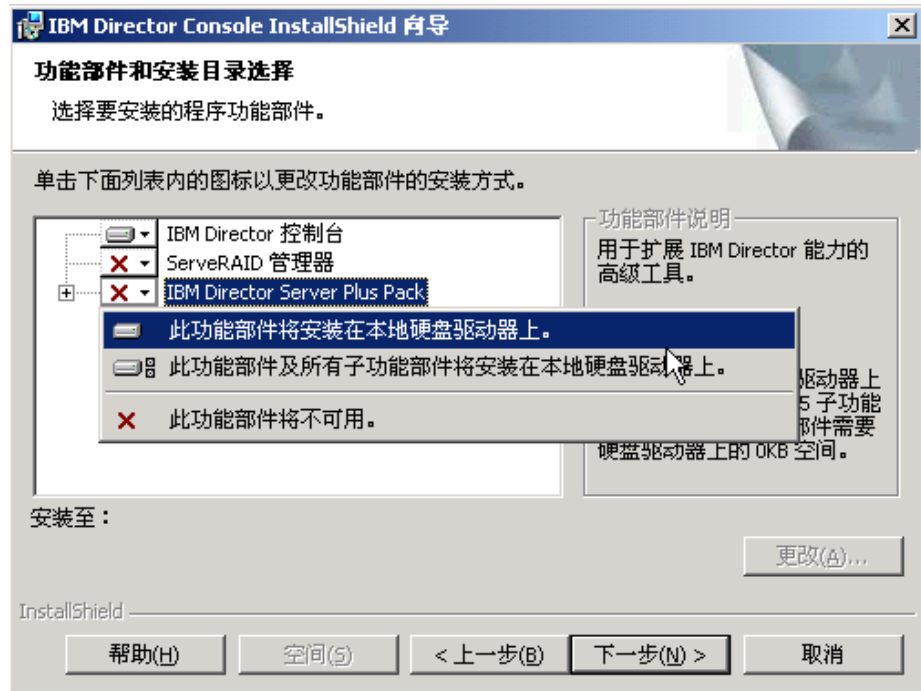 IBM Director Console InstallShield 向导
功能部件和安装目录选择
选择要安装的程序功能部件。
单击下面列表内的图标以更改功能部件的安装方式。
IBM Director 控制台
ServeRAID 管理器
IBM Director Server Plus Pack
此功能部件将安装在本地硬盘驱动器上。
此功能部件及所有子功能部件将安装在本地硬盘驱动器上。
此功能部件将不可用。
功能部件说明
用于扩展 IBM Director 能力的
高级工具。
驱动器上
5 子功能
部件需要
硬盘驱动器上的 0KB 空间。
安装至：
更改(A)...
InstallShield
帮助(H)
空间(S)
< 上一步(B)
下一步(N) >
取消